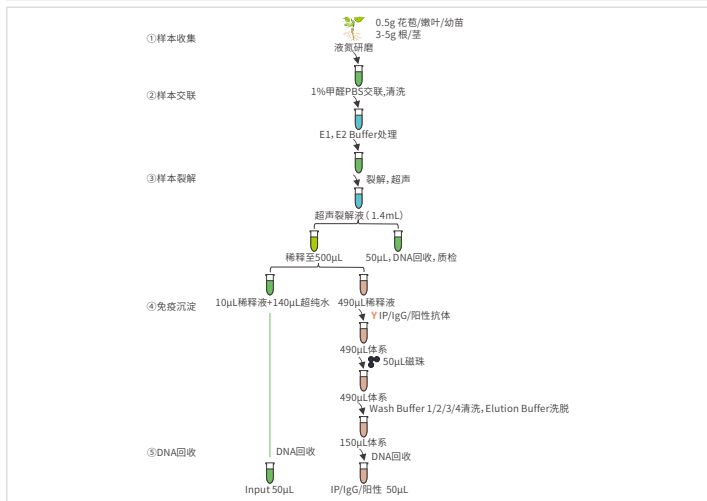 0.5g 花苞/嫩叶/幼苗
3-5g 根/茎
①样本收集
液氮研磨
1%甲醛PBS交联,清洗
②样本交联
E1, E2 Buffer处理
③样本裂解
裂解, 超声
超声裂解液 (1.4mL)
稀释至500μL
50μL, DNA回收, 质检
④免疫沉淀
10μL稀释液+140μL超纯水
490μL稀释液
Y IP/IgG/阳性抗体
490μL体系
50μL磁珠
490μL体系
Wash Buffer 1/2/3/4清洗, Elution Buffer洗脱
150μL体系
⑤DNA回收
DNA回收
DNA回收
Input 50μL
IP/IgG/阳性 50μL